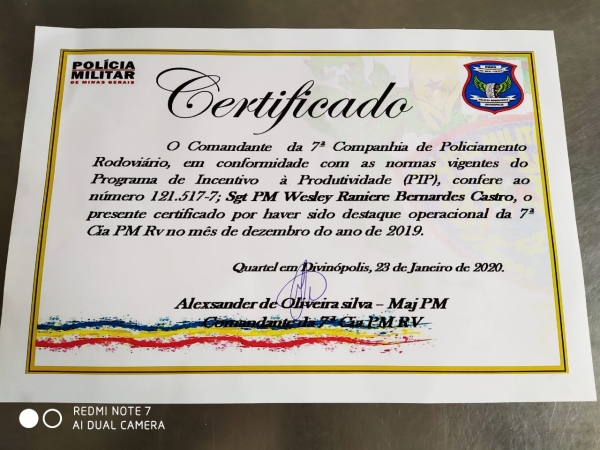 POLÍCIA
MILITAR
DE MINAS GERAIS
Certificado
O Comandante da 7ª Companhia de Policiamento
Rodoviário, em conformidade com as normas vigentes do
Programa de Incentivo à Produtividade (PIP), confere ao
número 121.517-7; Sgt PM Wesley Raniere Bernardes Castro, o
presente certificado por haver sido destaque operacional da 7ª
Cia PM Rv no mês de dezembro do ano de 2019.
Quartel em Divinópolis, 23 de Janeiro de 2020.
Alexsander de Oliveira silva – Maj PM
Comandante da 7ª Cia PM RV
REDMI NOTE 7
AI DUAL CAMERA